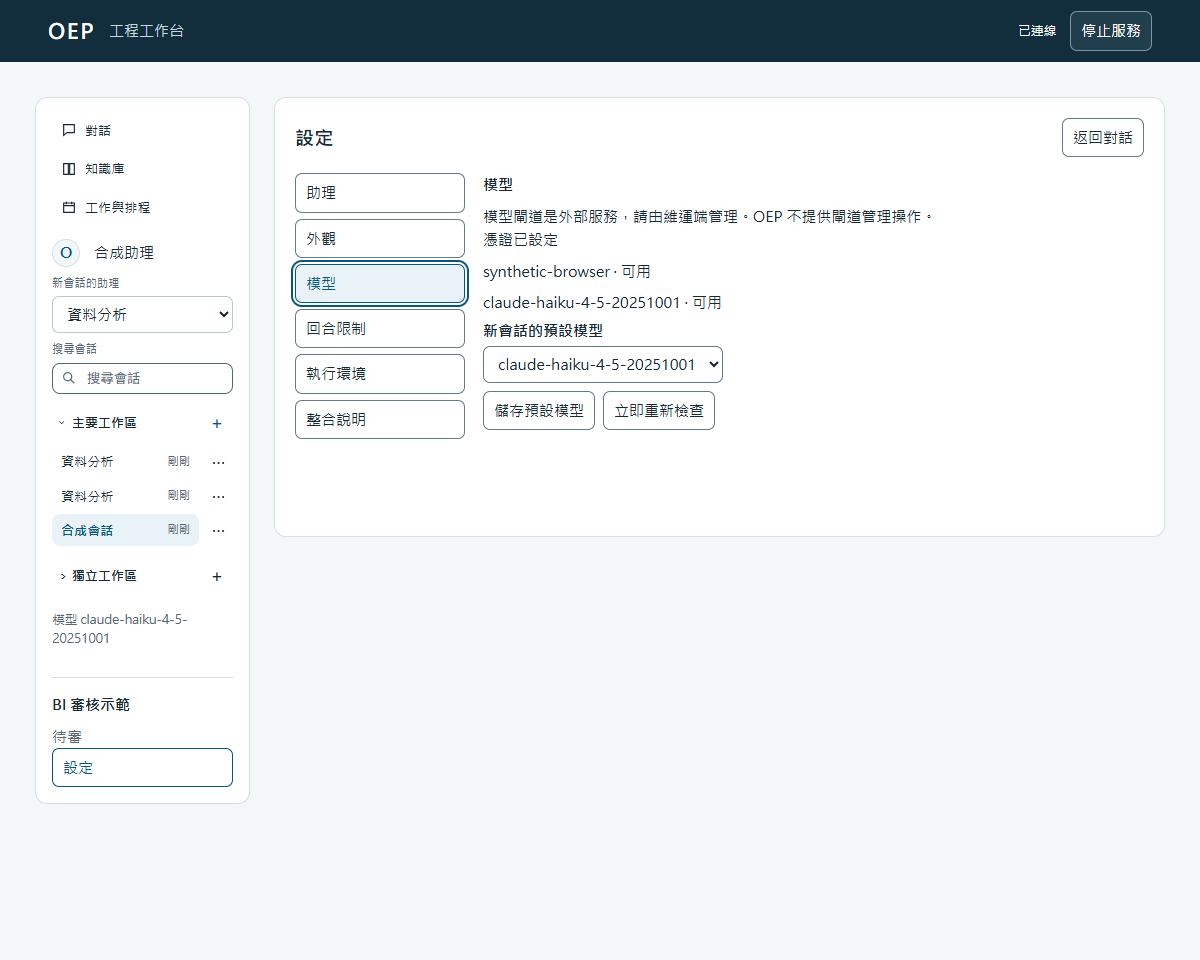 OEP 工程工作台
已連線
停止服務
對話
知識庫
工作與排程
O 合成助理
新會話的助理
資料分析
搜尋會話
搜尋會話
主要工作區 +
資料分析 剛剛 ...
資料分析 剛剛 ...
合成會話 剛剛 ...
獨立工作區 +
模型 claude-haiku-4-5-
20251001
BI 審核示範
待審
設定
設定
返回對話
助理
外觀
模型
回合限制
執行環境
整合說明
模型
模型閘道是外部服務，請由維運端管理。OEP 不提供閘道管理操作。
憑證已設定
synthetic-browser · 可用
claude-haiku-4-5-20251001 · 可用
新會話的預設模型
claude-haiku-4-5-20251001
儲存預設模型
立即重新檢查